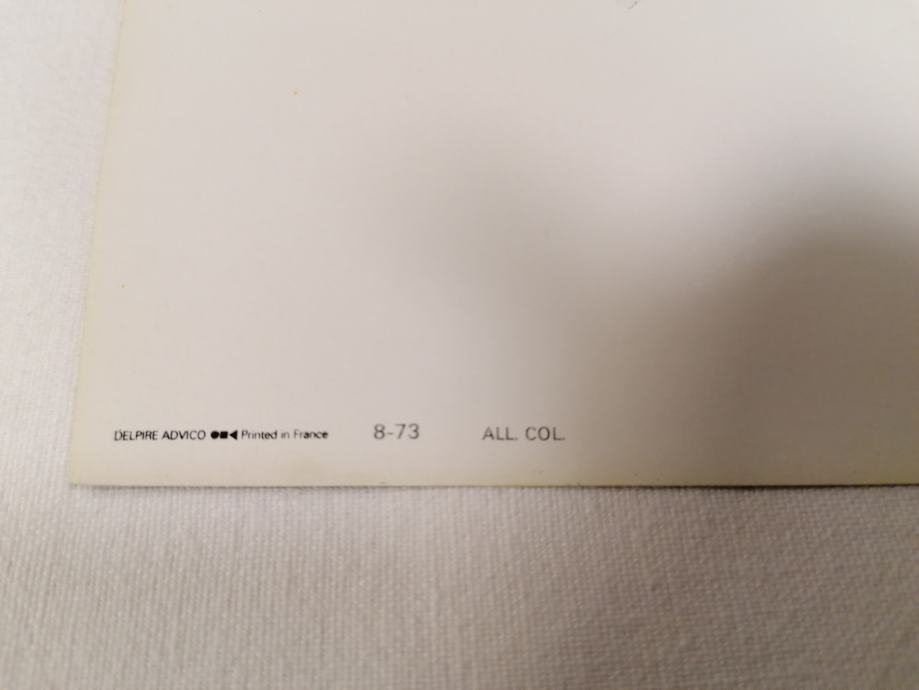 DELPIRE ADVICO ●■◀ Printed in France 8-73 ALL. COL.